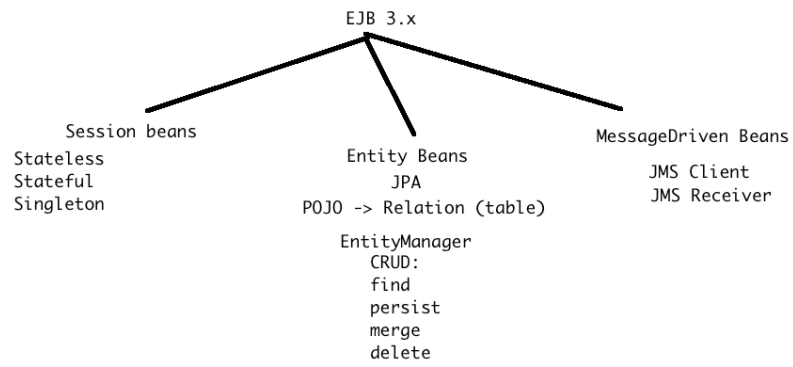 EJB 3.x
Session beans
Stateless
Stateful
Singleton
Entity Beans
JPA
POJO -> Relation (table)
EntityManager
CRUD:
find
persist
merge
delete
MessageDriven Beans
JMS Client
JMS Receiver